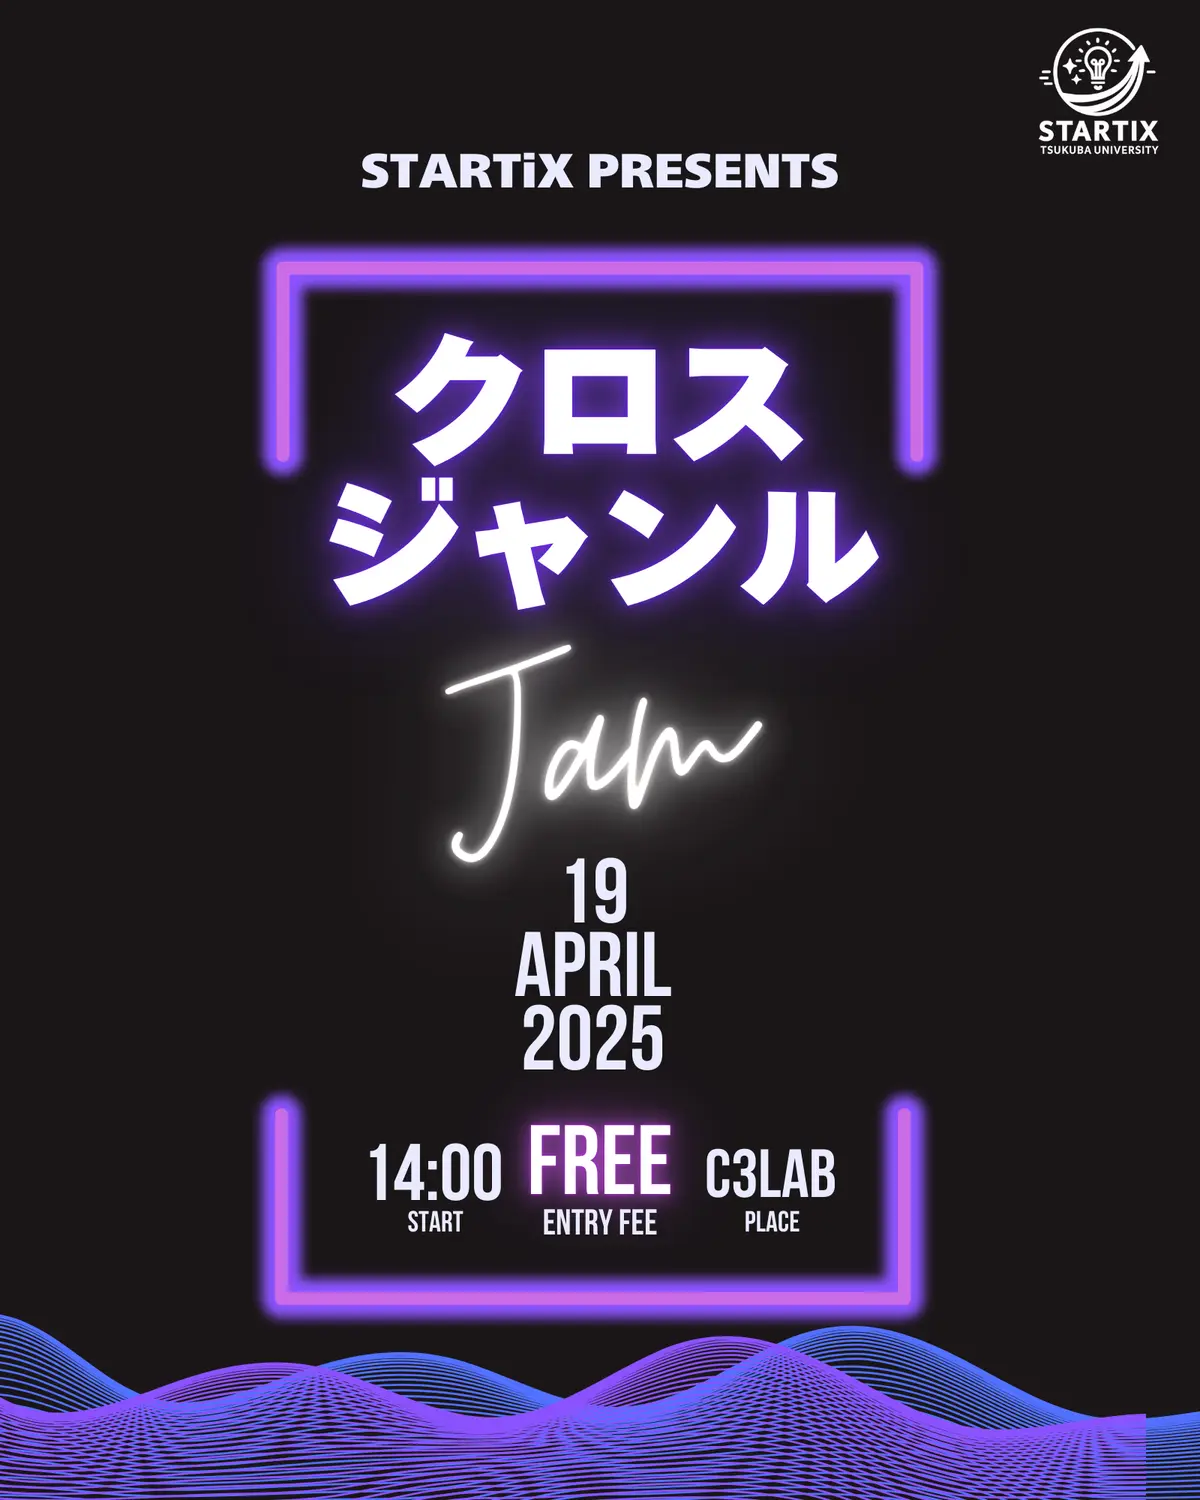 STARTIX
TSUKUBA UNIVERSITY
STARTiX PRESENTS
クロス
ジャンル
Jam
19
APRIL
2025
14:00
START
FREE
ENTRY FEE
C3LAB
PLACE